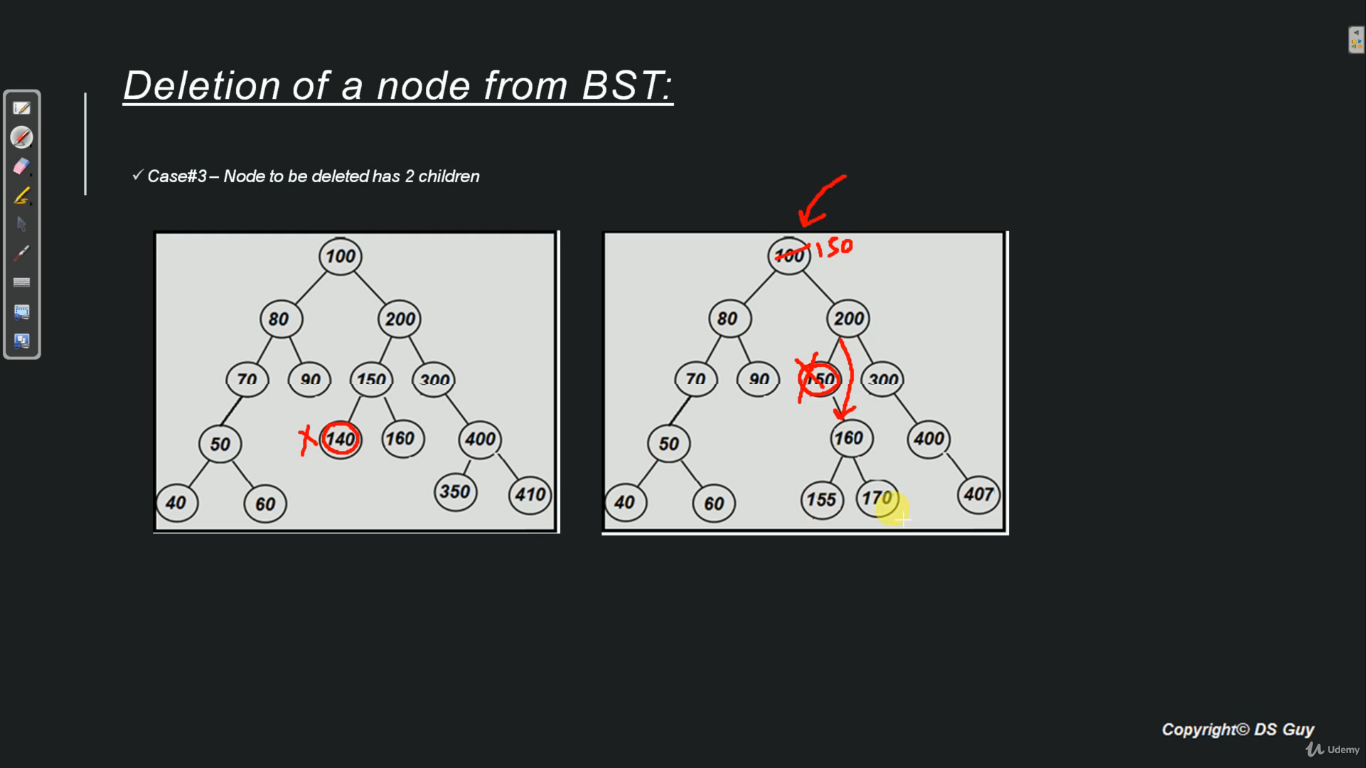 Deletion of a node from BST:
✓ Case#3 – Node to be deleted has 2 children
100
80 200
70 90 150 300
50 140 160 400
40 60 350 410
100 150
80 200
70 90 150 300
50 160 400
40 60 155 170 407
Copyright© DS Guy
Udemy